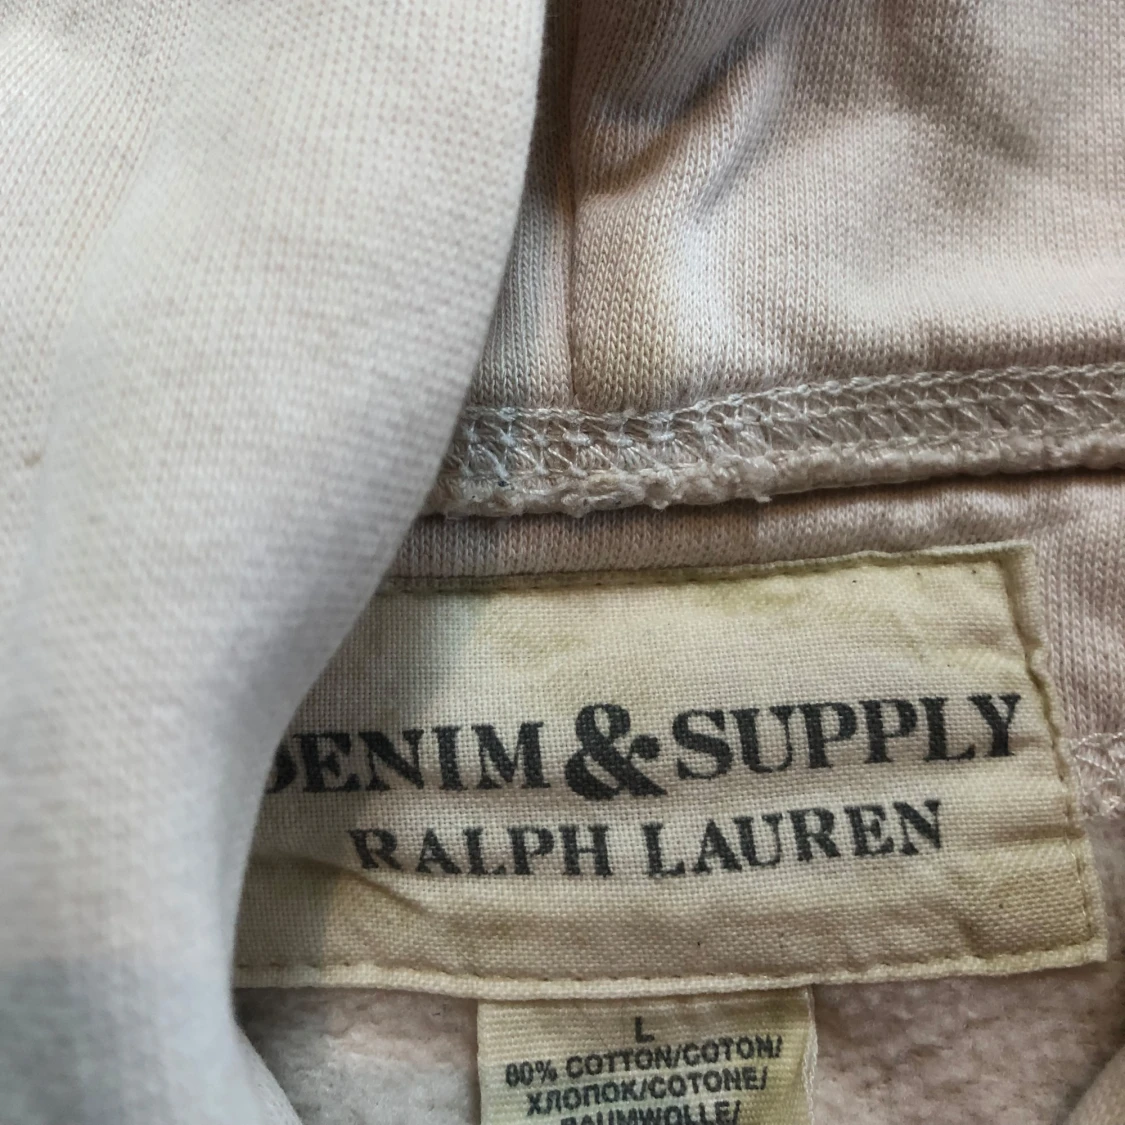 DENIM & SUPPLY
RALPH LAUREN
L
80% COTTON/COTON/
ХЛОПОК/COTONE/
BAUMWOLLE/